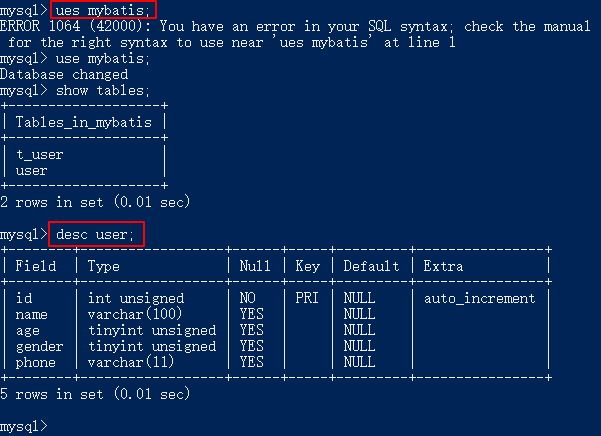 mysql> ues mybatis;
ERROR 1064 (42000): You have an error in your SQL syntax; check the manual
for the right syntax to use near 'ues mybatis' at line 1
mysql> use mybatis;
Database changed
mysql> show tables;
+-------------------+
| Tables_in_mybatis |
+-------------------+
| t_user            |
| user              |
+-------------------+
2 rows in set (0.01 sec)
mysql> desc user;
+--------+------------------+------+-----+---------+----------------+
| Field  | Type             | Null | Key | Default | Extra          |
+--------+------------------+------+-----+---------+----------------+
| id     | int unsigned     | NO   | PRI | NULL    | auto_increment |
| name   | varchar(100)     | YES  |     | NULL    |                |
| age    | tinyint unsigned | YES  |     | NULL    |                |
| gender | tinyint unsigned | YES  |     | NULL    |                |
| phone  | varchar(11)      | YES  |     | NULL    |                |
+--------+------------------+------+-----+---------+----------------+
5 rows in set (0.01 sec)
mysql>